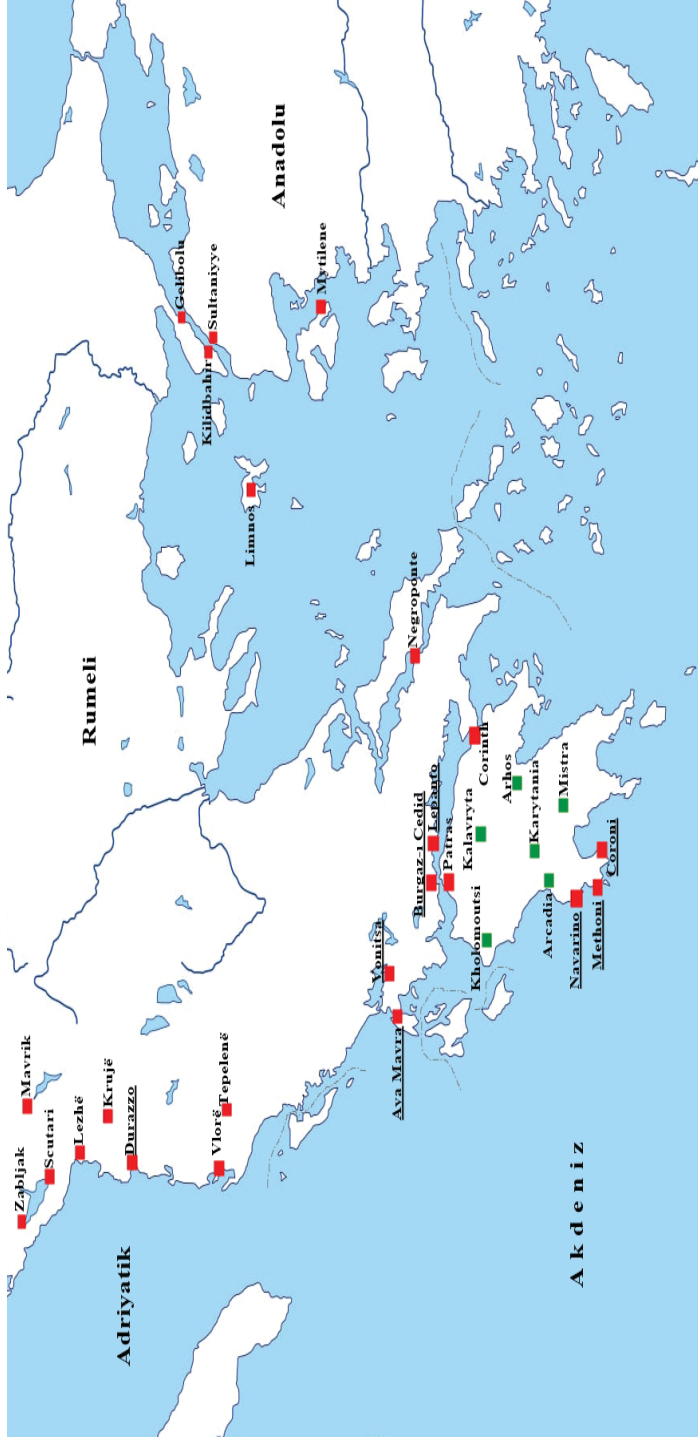 Zabljak
Mavrik
Scutari
Lezhë
Rumeli
Krujë
Adriyatik
Durazzo
Gelibolu
Kilidbahir
Sultaniyye
Vlorë
Tepelenë
Limnos
Anadolu
Mytilene
Vonitsa
Aya Mavra
Negroponte
Burgaz-ı Cedid
Lepanto
Patras
Kalavryta
Kholomoutsi
Corinth
Arhos
Karytania
Arcadia
Mistra
Navarino
Akdeniz
Methoni
Coroni